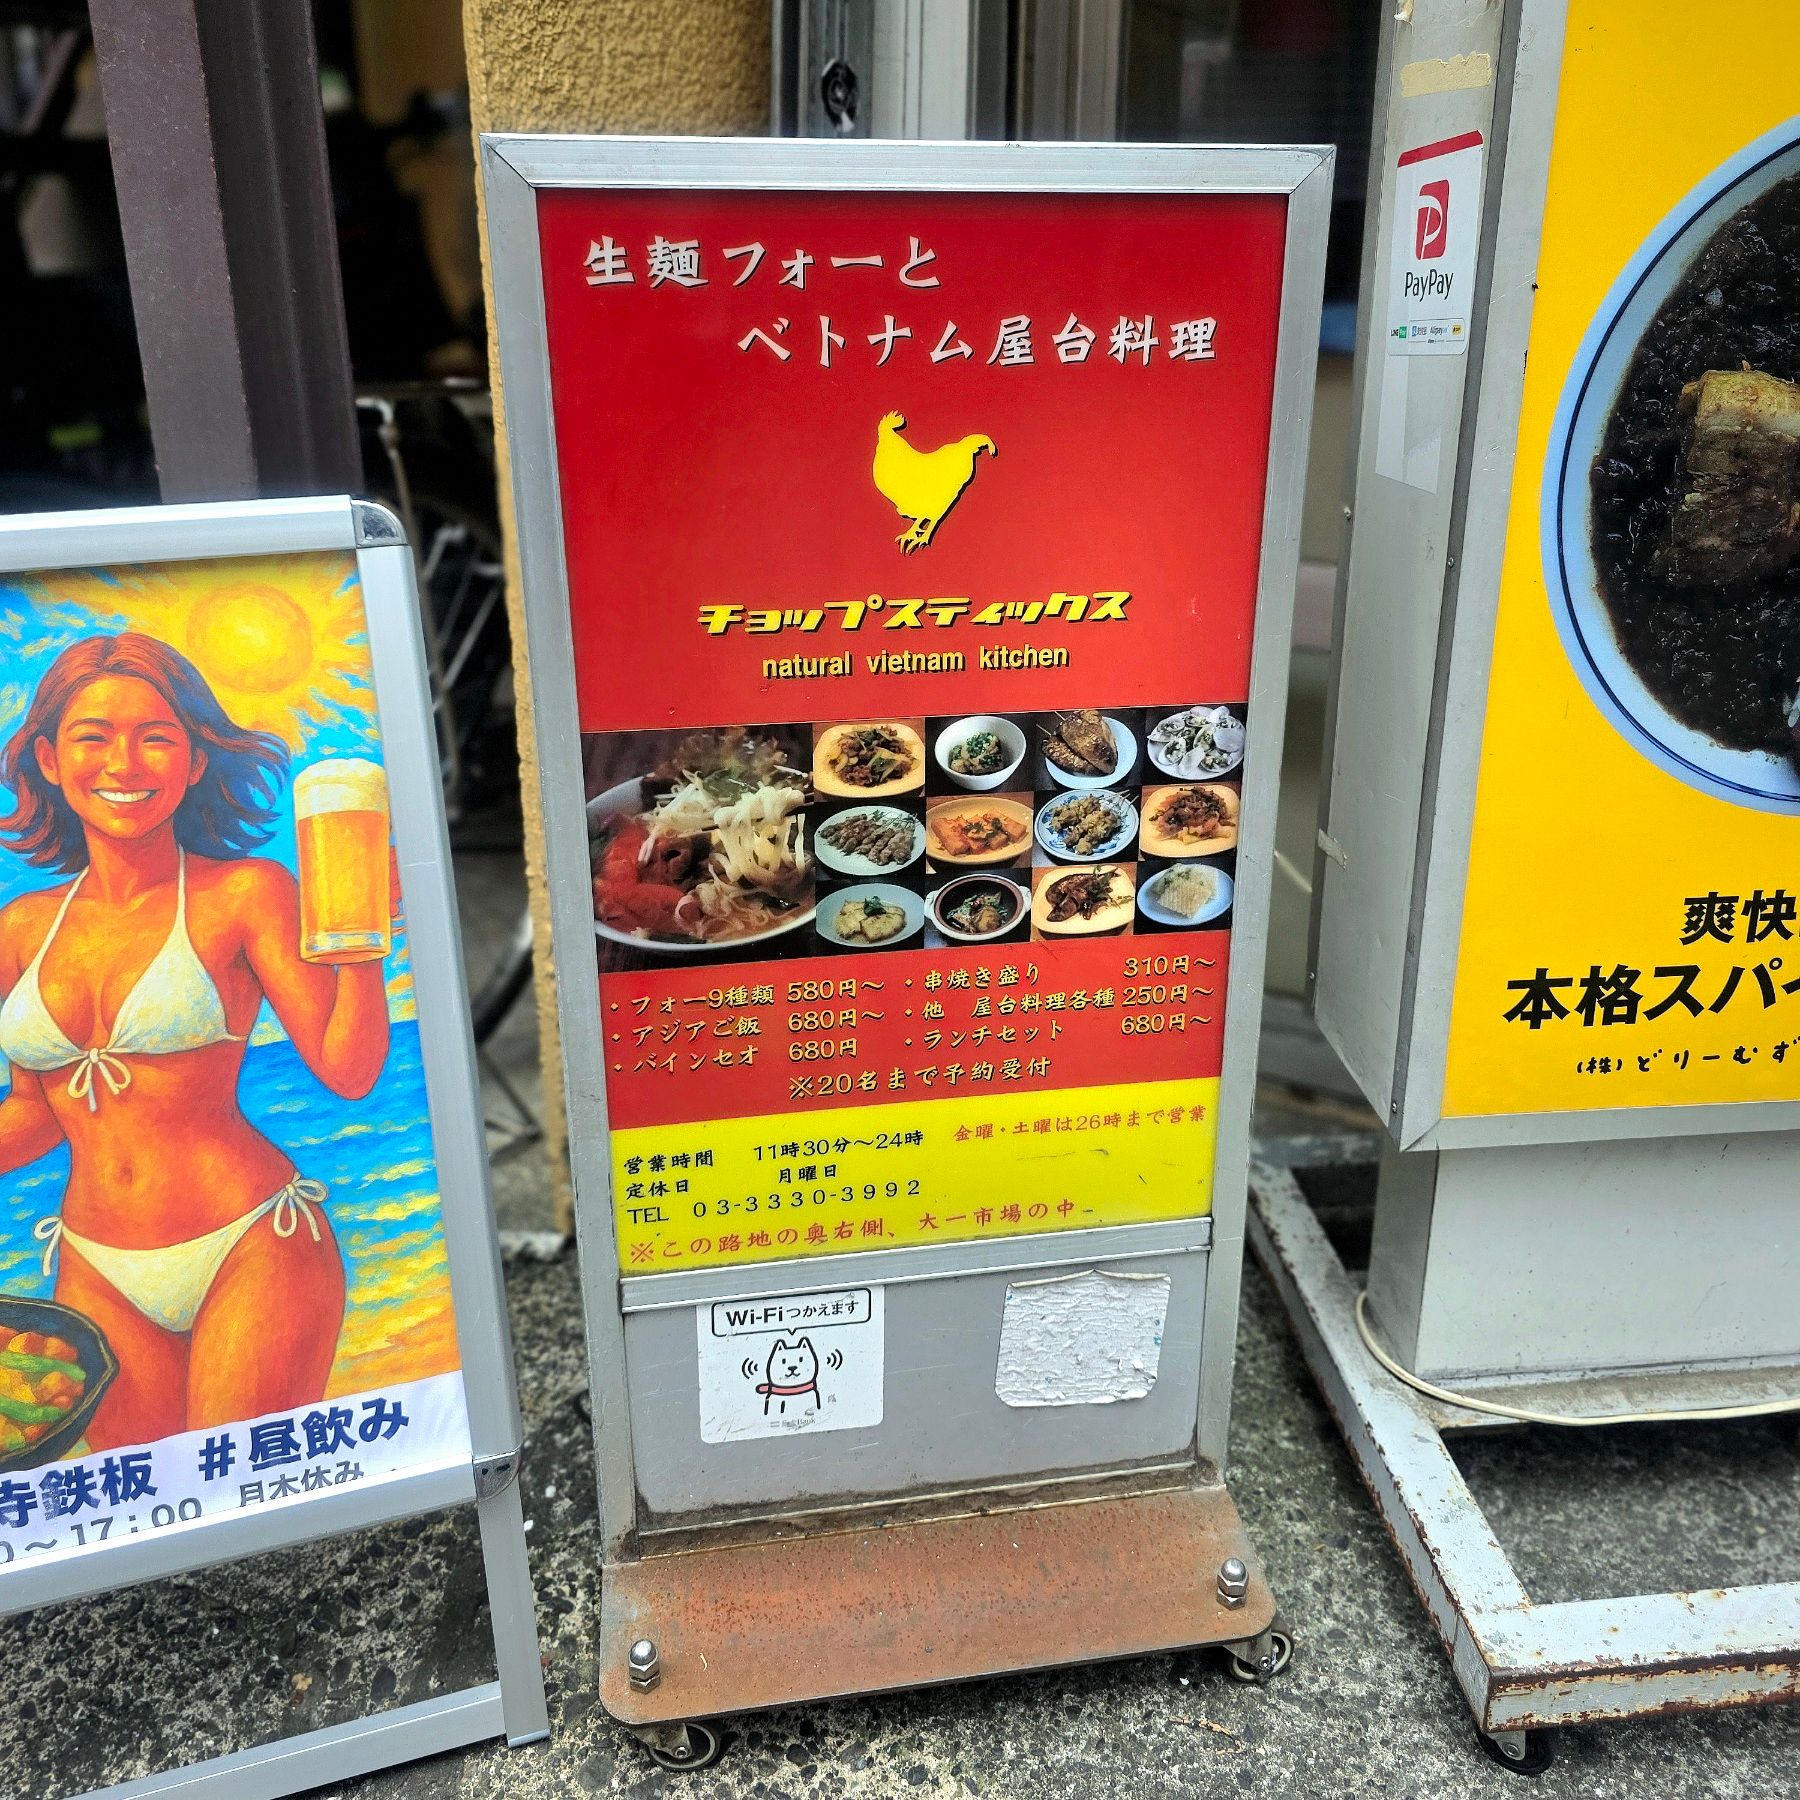 生麺フォーと
ベトナム屋台料理
チョップスティックス
natural vietnam kitchen
・フォー9種類 580円～
・アジアご飯 680円～
・バインセオ 680円
・串焼き盛り 310円～
・他 屋台料理各種 250円～
・ランチセット 680円～
※20名まで予約受付
営業時間 11時30分～24時 金曜・土曜は26時まで営業
定休日 月曜日
TEL 03-3330-3992
※この路地の奥右側、大一市場の中
Wi-Fiつかえます
寺鉄板 #昼飲み
～17:00 月木休み
PayPay
爽快
本格スパイ
(株)どりーむず